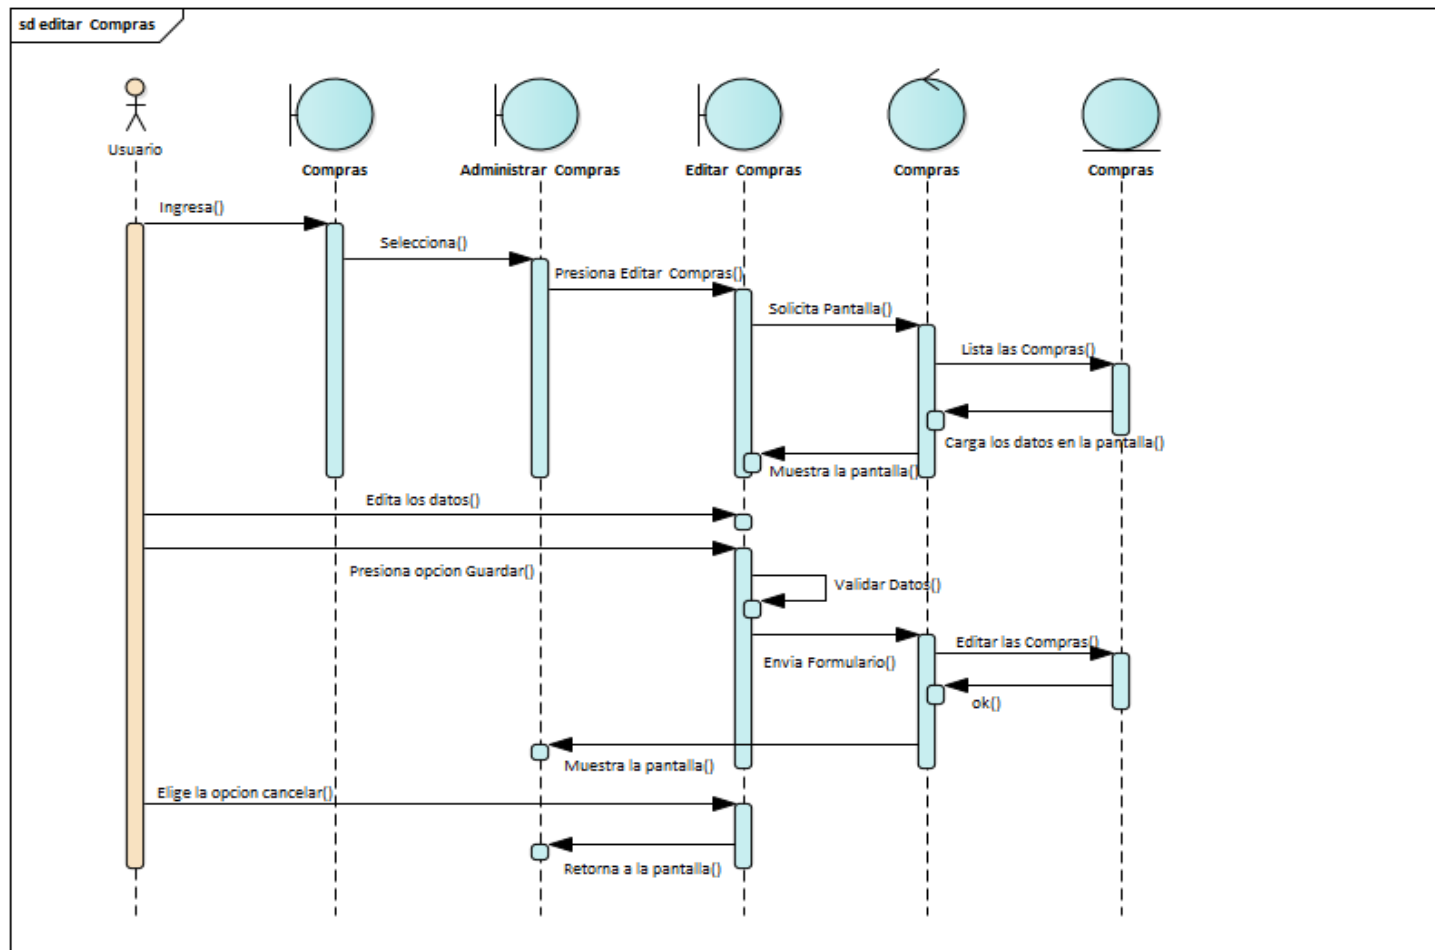 sd editar Compras
Usuario
Compras
Administrar Compras
Editar Compras
Compras
Compras
Ingresa()
Selecciona()
Presiona Editar Compras()
Solicita Pantalla()
Lista las Compras()
Carga los datos en la pantalla()
Muestra la pantalla()
Edita los datos()
Presiona opcion Guardar()
Validar Datos()
Editar las Compras()
Envia Formulario()
ok()
Muestra la pantalla()
Elige la opcion cancelar()
Retorna a la pantalla()